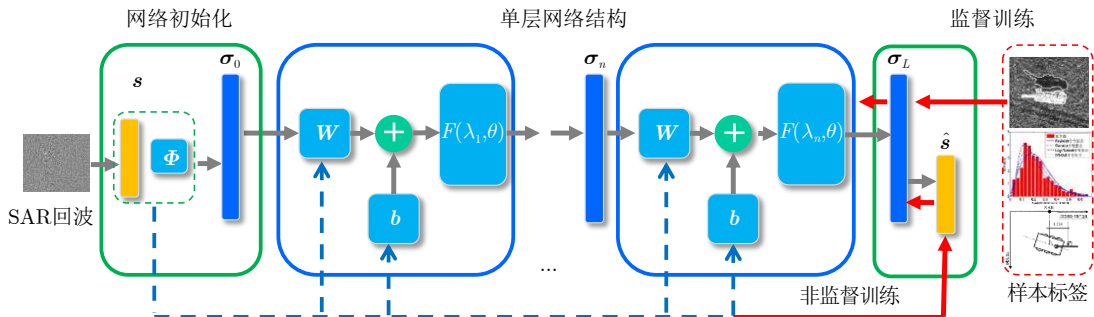 网络初始化
单层网络结构
监督训练
s
σ₀
σₙ
σ_L
W
F(λ₁,θ)
W
F(λₙ,θ)
Φ
ŝ
SAR回波
b
b
...
非监督训练
样本标签